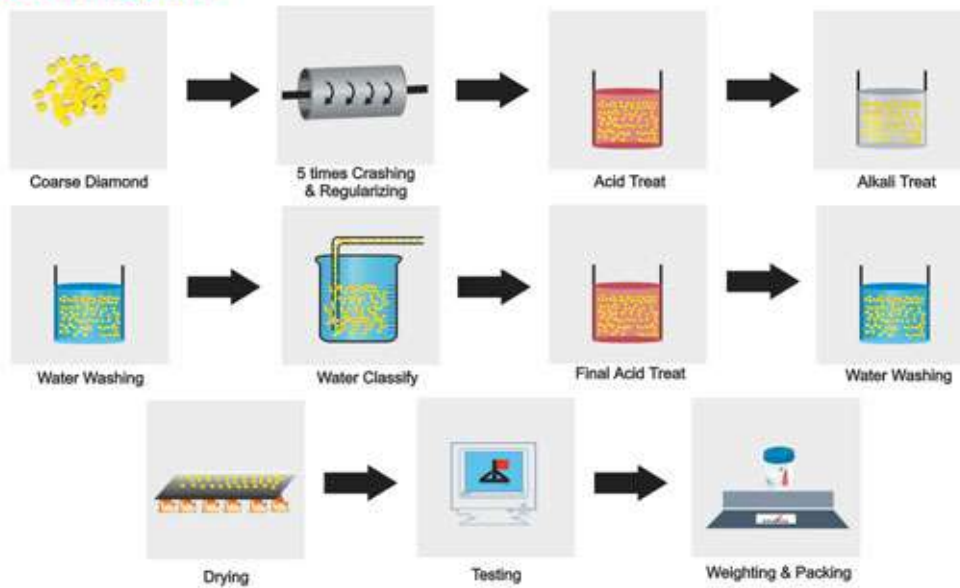 Coarse Diamond
5 times Crashing
& Regularizing
Acid Treat
Alkali Treat
Water Washing
Water Classify
Final Acid Treat
Water Washing
Drying
Testing
Weighting & Packing